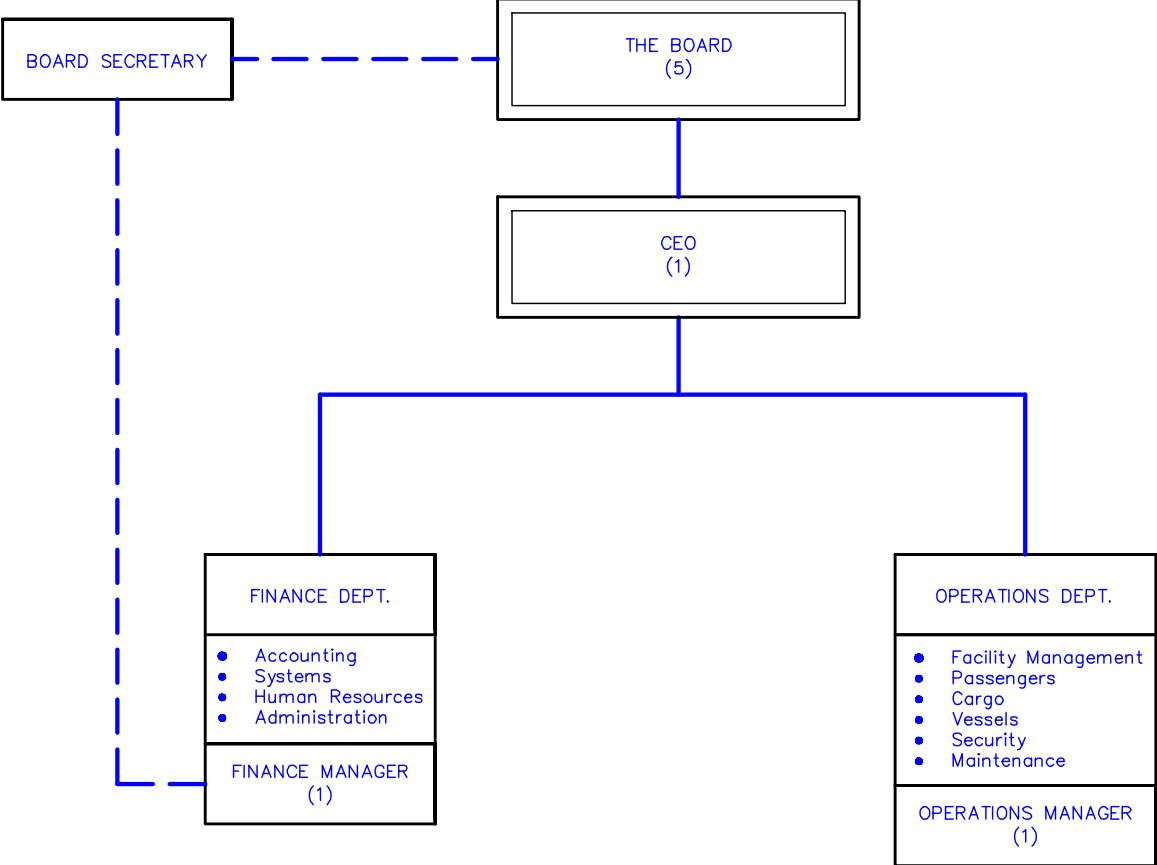 BOARD SECRETARY
THE BOARD
(5)
CEO
(1)
FINANCE DEPT.
● Accounting
● Systems
● Human Resources
● Administration
FINANCE MANAGER
(1)
OPERATIONS DEPT.
● Facility Management
● Passengers
● Cargo
● Vessels
● Security
● Maintenance
OPERATIONS MANAGER
(1)